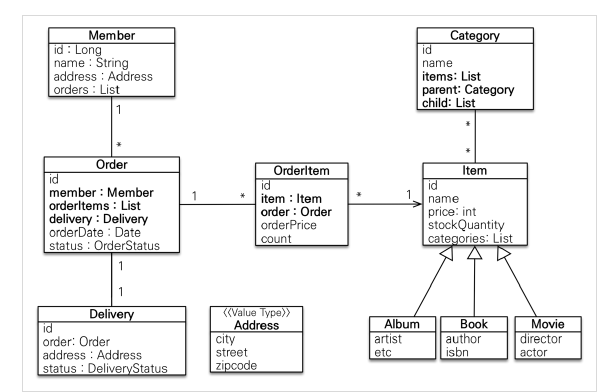 Member
id : Long
name : String
address : Address
orders : List
1
*
Category
id
name
items: List
parent: Category
child: List
*
*
Order
id
member : Member
orderItems : List
delivery : Delivery
orderDate : Date
status : OrderStatus
1
*
OrderItem
id
item : Item
order : Order
orderPrice
count
*
1
Item
id
name
price: int
stockQuantity
categories: List
1
1
Delivery
id
order: Order
address : Address
status : DeliveryStatus
《Value Type》
Address
city
street
zipcode
Album
artist
etc
Book
author
isbn
Movie
director
actor